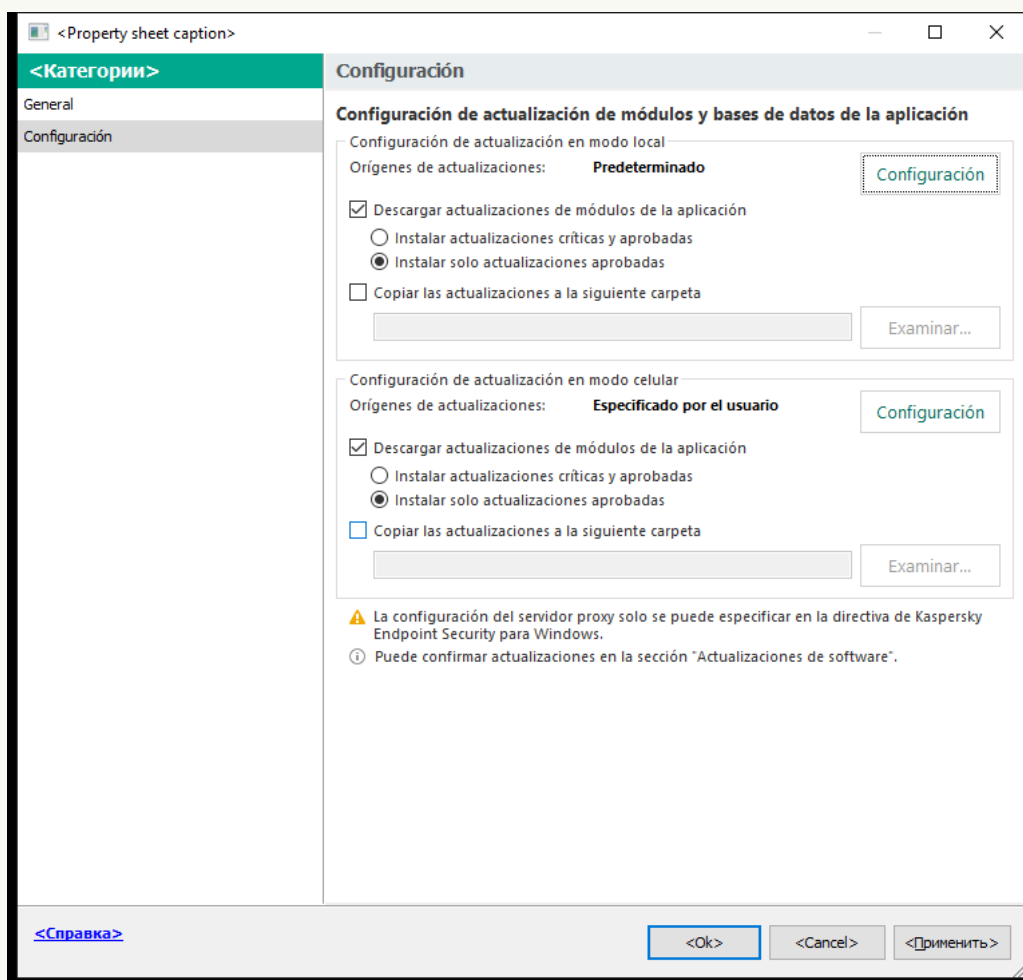 <Property sheet caption>
<Категории>
General
Configuración
Configuración
Configuración de actualización de módulos y bases de datos de la aplicación
Configuración de actualización en modo local
Orígenes de actualizaciones: Predeterminado
Configuración
Descargar actualizaciones de módulos de la aplicación
Instalar actualizaciones críticas y aprobadas
Instalar solo actualizaciones aprobadas
Copiar las actualizaciones a la siguiente carpeta
Examinar...
Configuración de actualización en modo celular
Orígenes de actualizaciones: Especificado por el usuario
Configuración
Descargar actualizaciones de módulos de la aplicación
Instalar actualizaciones críticas y aprobadas
Instalar solo actualizaciones aprobadas
Copiar las actualizaciones a la siguiente carpeta
Examinar...
La configuración del servidor proxy solo se puede especificar en la directiva de Kaspersky
Endpoint Security para Windows.
Puede confirmar actualizaciones en la sección "Actualizaciones de software".
<Справка>
<Ok>
<Cancel>
<Применить>